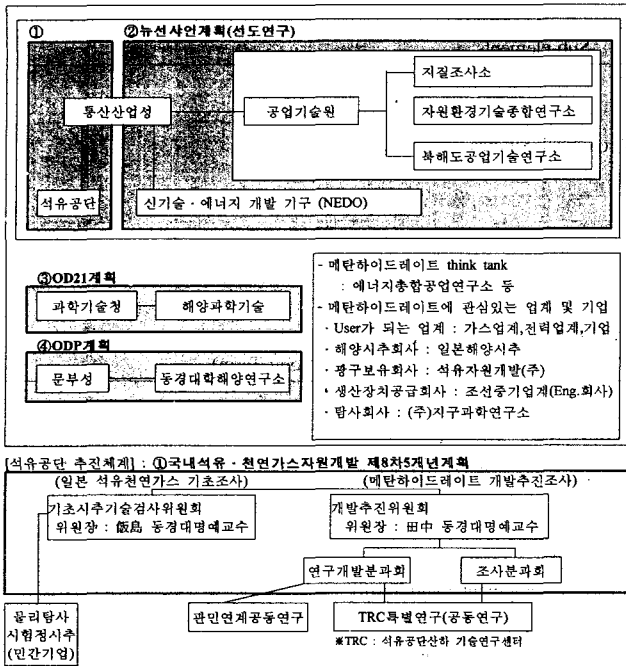 ① ②뉴선샤인계획(선도연구)
지질조사소
통산산업성 공업기술원 자원환경기술종합연구소
북해도공업기술연구소
석유공단 신기술·에너지 개발 기구 (NEDO)
③OD21계획
과학기술청 해양과학기술
④ODP계획
문부성 동경대학해양연구소
- 메탄하이드레이트 think tank
: 에너지총합공업연구소 등
- 메탄하이드레이트에 관심있는 업계 및 기업
· User가 되는 업계 : 가스업계,전력업계,기업
· 해양시추회사 : 일본해양시추
· 광구보유회사 : 석유자원개발(주)
· 생산장치공급회사 : 조선중기업계(Eng.회사)
· 탐사회사 : (주)지구과학연구소
[석유공단 추진체계] : ①국내석유·천연가스자원개발 제8차5개년계획
(일본 석유천연가스 기초조사) (메탄하이드레이트 개발추진조사)
기초시추기술검사위원회 개발추진위원회
위원장 : 飯島 동경대명예교수 위원장 : 田中 동경대명예교수
연구개발분과회 조사분과회
물리탐사
시험정시추
(민간기업)
관민연계공동연구 TRC특별연구(공동연구)
※TRC : 석유공단산하 기술연구센터